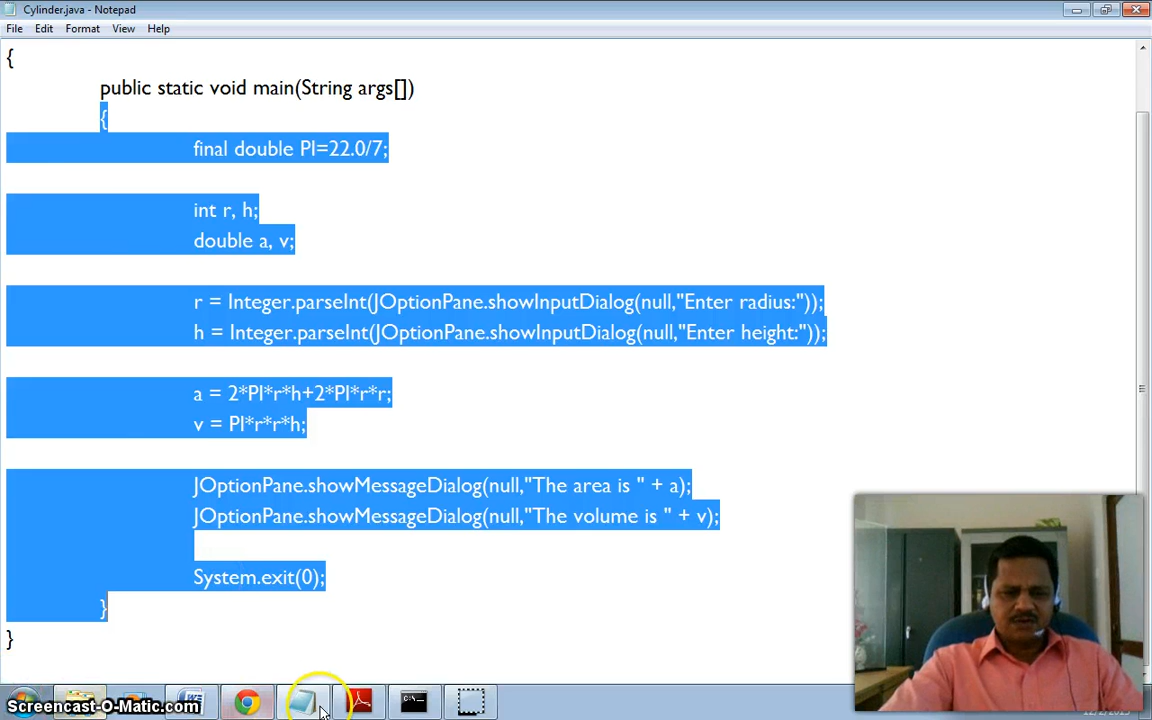 Cylinder.java - Notepad
File Edit Format View Help
{
public static void main(String args[])
{
final double PI=22.0/7;
int r, h;
double a, v;
r = Integer.parseInt(JOptionPane.showInputDialog(null,"Enter radius:"));
h = Integer.parseInt(JOptionPane.showInputDialog(null,"Enter height:"));
a = 2*PI*r*h+2*PI*r*r;
v = PI*r*r*h;
JOptionPane.showMessageDialog(null,"The area is " + a);
JOptionPane.showMessageDialog(null,"The volume is " + v);
System.exit(0);
}
}
Screencast-O-Matic.com